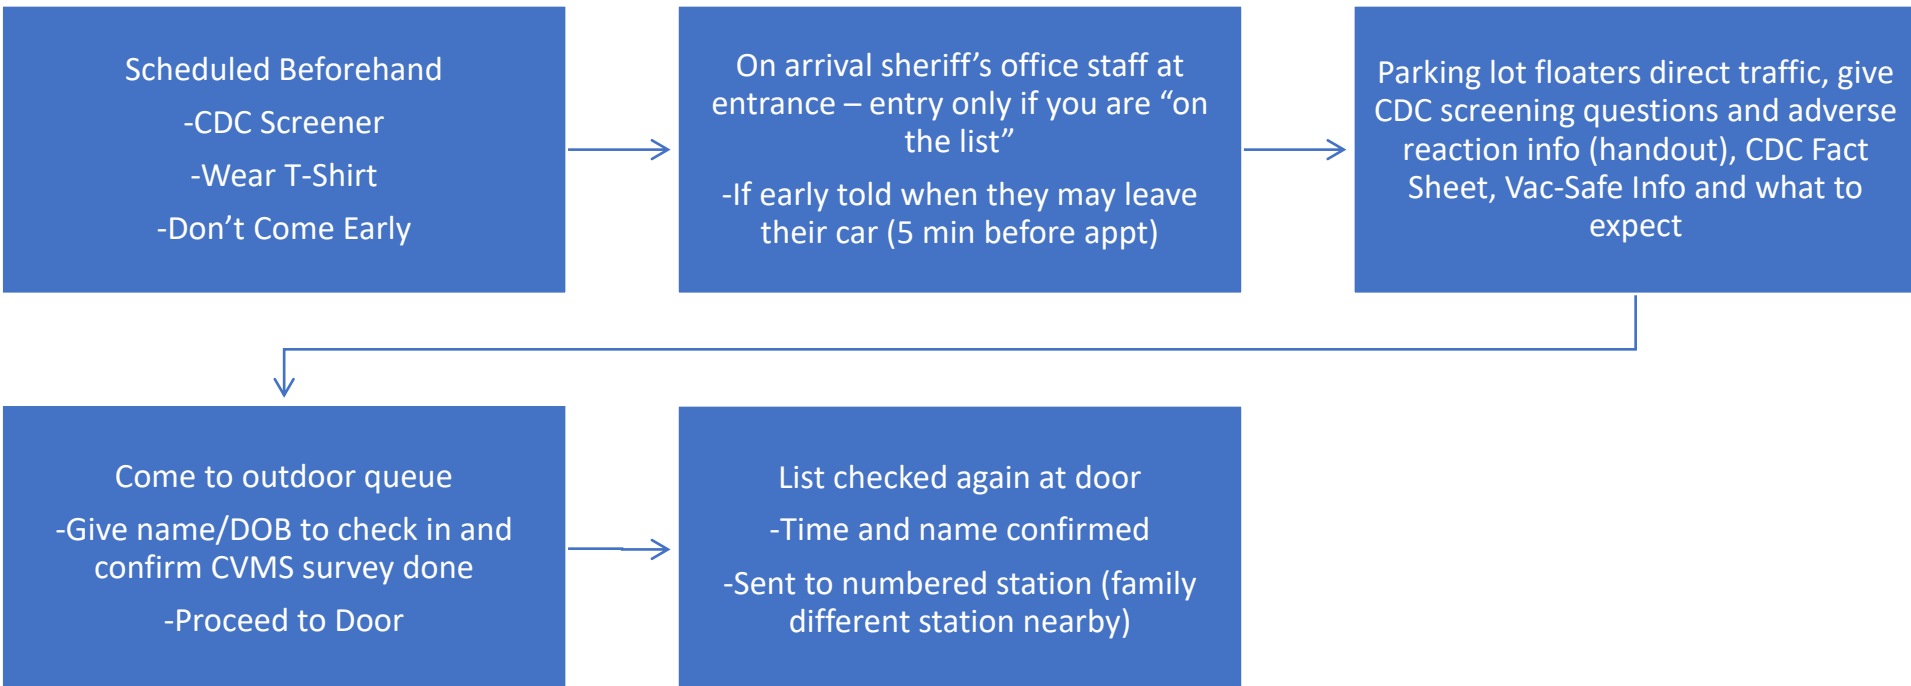 Scheduled Beforehand
-CDC Screener
-Wear T-Shirt
-Don’t Come Early
On arrival sheriff’s office staff at
entrance – entry only if you are “on
the list”
-If early told when they may leave
their car (5 min before appt)
Parking lot floaters direct traffic, give
CDC screening questions and adverse
reaction info (handout), CDC Fact
Sheet, Vac-Safe Info and what to
expect
Come to outdoor queue
-Give name/DOB to check in and
confirm CVMS survey done
-Proceed to Door
List checked again at door
-Time and name confirmed
-Sent to numbered station (family
different station nearby)